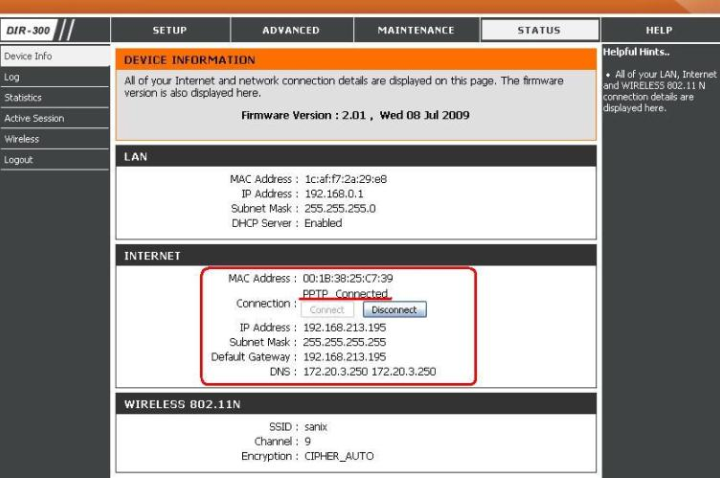 DIR-300 //
SETUP
ADVANCED
MAINTENANCE
STATUS
HELP
Device Info
Log
Statistics
Active Session
Wireless
Logout
DEVICE INFORMATION
All of your Internet and network connection details are displayed on this page. The firmware
version is also displayed here.
Firmware Version : 2.01 , Wed 08 Jul 2009
LAN
MAC Address : 1c:af:f7:2a:29:e8
IP Address : 192.168.0.1
Subnet Mask : 255.255.255.0
DHCP Server : Enabled
INTERNET
MAC Address : 00:1B:38:25:C7:39
PPTP Connected
Connection :
Connect Disconnect
IP Address : 192.168.213.195
Subnet Mask : 255.255.255.255
Default Gateway : 192.168.213.195
DNS : 172.20.3.250 172.20.3.250
WIRELESS 802.11N
SSID : sanix
Channel : 9
Encryption : CIPHER_AUTO
Helpful Hints..
• All of your LAN, Internet
and WIRELESS 802.11 N
connection details are
displayed here.